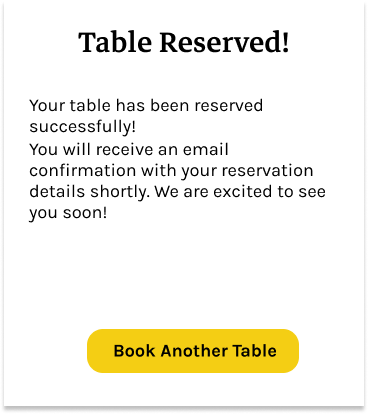 Table Reserved!
Your table has been reserved
successfully!
You will receive an email
confirmation with your reservation
details shortly. We are excited to see
you soon!
Book Another Table